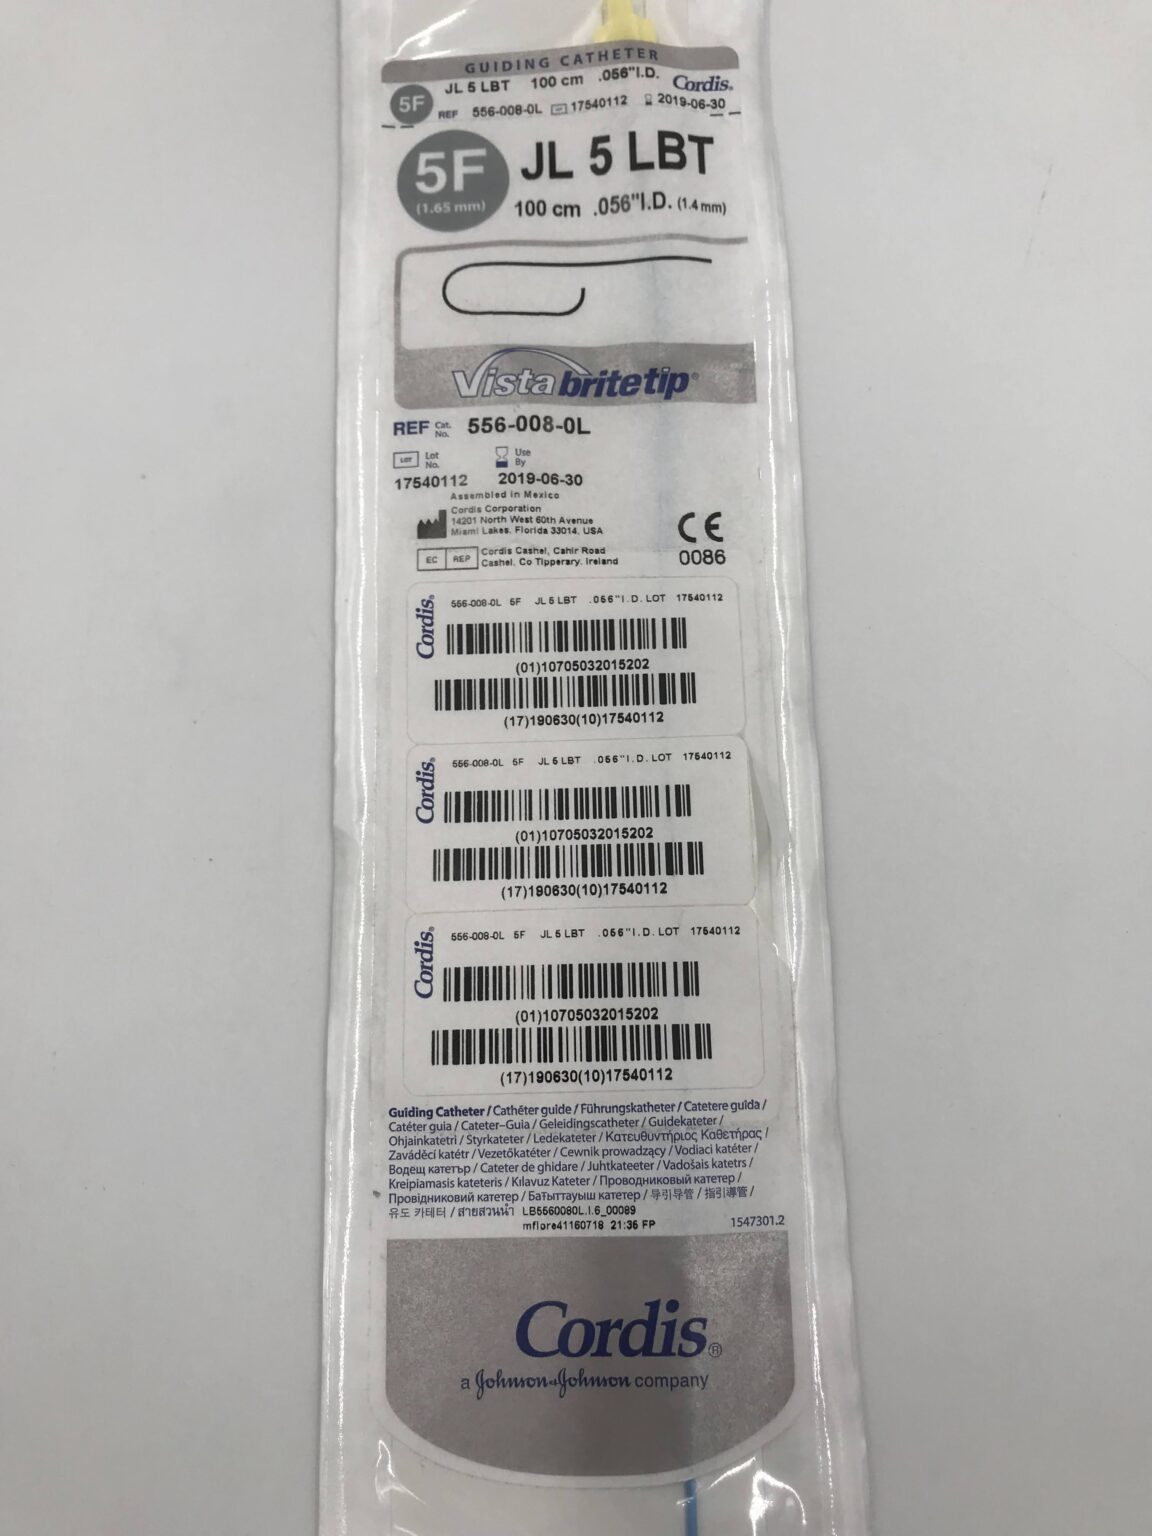 GUIDING CATHETER
5F JL 5 LBT 100 cm .056"I.D. Cordis®
REF 556-008-0L LOT 17540112 2019-06-30
5F JL 5 LBT
(1.65 mm) 100 cm .056"I.D. (1.4 mm)
Vista britetip®
REF Cat. No. 556-008-0L
LOT Lot No. Use By
17540112 2019-06-30
Assembled in Mexico
Cordis Corporation
14201 North West 60th Avenue
Miami Lakes, Florida 33014, USA
CE
0086
EC REP Cordis Cashel, Cahir Road
Cashel, Co Tipperary, Ireland
Cordis®
556-008-0L 5F JL 5 LBT .056"I.D. LOT 17540112
(01)10705032015202
(17)190630(10)17540112
Cordis®
556-008-0L 5F JL 5 LBT .056"I.D. LOT 17540112
(01)10705032015202
(17)190630(10)17540112
Cordis®
556-008-0L 5F JL 5 LBT .056"I.D. LOT 17540112
(01)10705032015202
(17)190630(10)17540112
Guiding Catheter / Cathéter guide / Führungskatheter / Catetere guida /
Catéter guia / Cateter-Guia / Geleidingscatheter / Guidekateter /
Ohjainkatetri / Styrkateter / Ledekateter / Κατευθυντήριος Καθετήρας /
Zaváděcí katétr / Vezetőkatéter / Cewnik prowadzący / Vodiaci katéter /
Водещ катетър / Cateter de ghidare / Juhtkateeter / Vadošais katetrs /
Kreipiamasis kateteris / Kılavuz Kateter / Проводниковый катетер /
Провідниковий катетер / Бағыттауыш катетер / 导引导管 / 指引導管 /
유도 카테터 / สายสวนนำ LB5560080L.I.6_00089
mflore41160718 21:36 FP 1547301.2
Cordis®
a Johnson & Johnson company